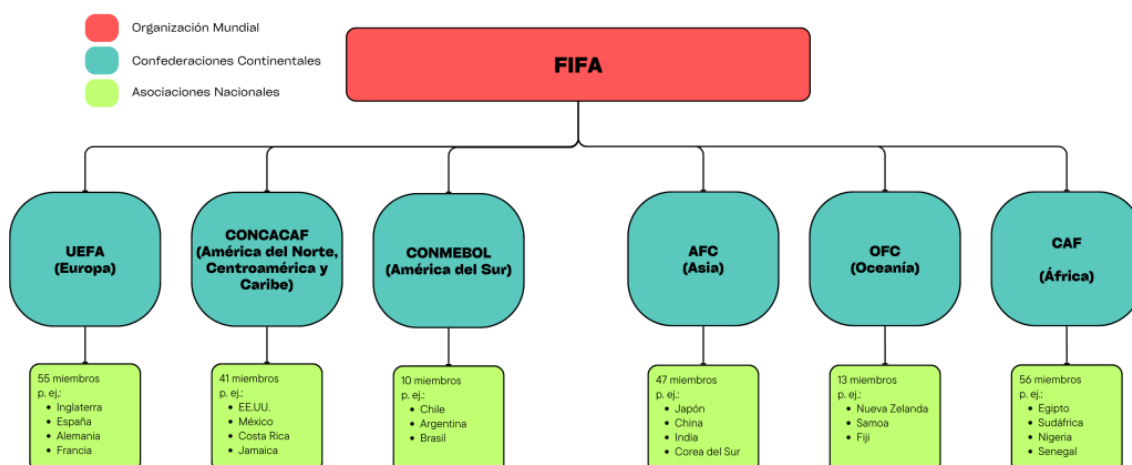 Organización Mundial
Confederaciones Continentales
Asociaciones Nacionales
FIFA
UEFA
(Europa)
CONCACAF
(América del Norte,
Centroamérica y
Caribe)
CONMEBOL
(América del Sur)
AFC
(Asia)
OFC
(Oceanía)
CAF
(África)
55 miembros
p. ej.:
• Inglaterra
• España
• Alemania
• Francia
41 miembros
p. ej.:
• EE.UU.
• México
• Costa Rica
• Jamaica
10 miembros
p. ej.:
• Chile
• Argentina
• Brasil
47 miembros
p. ej.:
• Japón
• China
• India
• Corea del Sur
13 miembros
p. ej.:
• Nueva Zelanda
• Samoa
• Fiji
56 miembros
p. ej.:
• Egipto
• Sudáfrica
• Nigeria
• Senegal